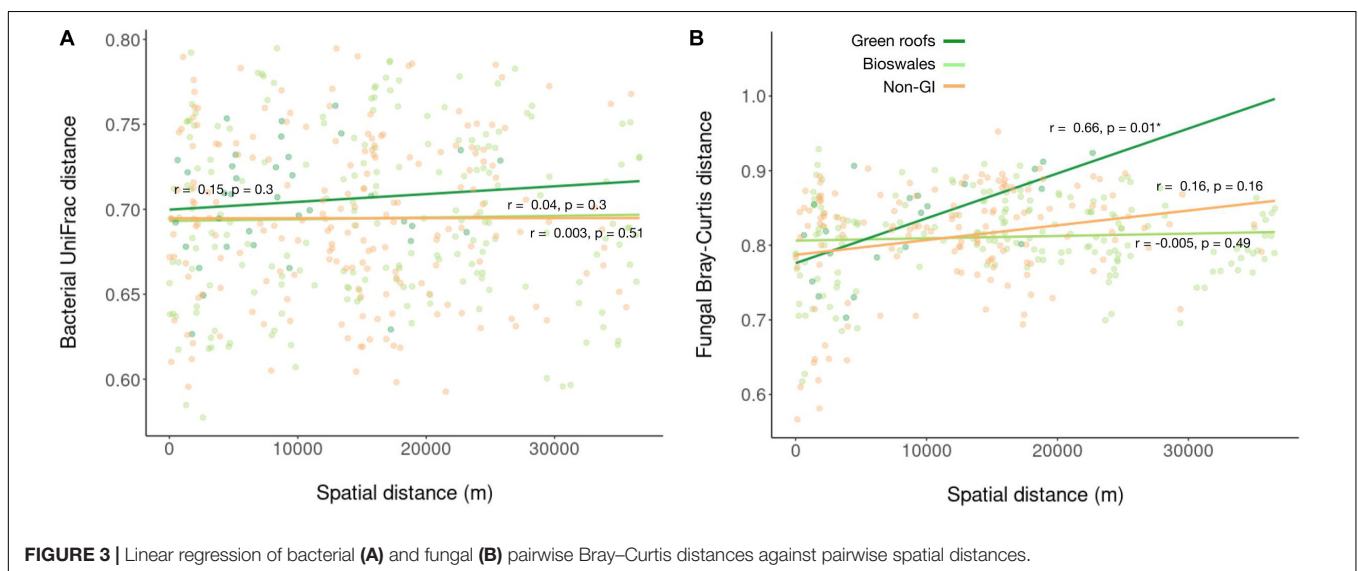 A
B
Green roofs
Bioswales
Non-GI
0.80
0.75
0.70
0.65
0.60
Bacterial UniFrac distance
r = 0.15, p = 0.3
r = 0.04, p = 0.3
r = 0.003, p = 0.51
0 10000 20000 30000
Spatial distance (m)
1.0
0.9
0.8
0.7
0.6
Fungal Bray-Curtis distance
r = 0.66, p = 0.01*
r = 0.16, p = 0.16
r = -0.005, p = 0.49
0 10000 20000 30000
Spatial distance (m)
FIGURE 3 | Linear regression of bacterial (A) and fungal (B) pairwise Bray–Curtis distances against pairwise spatial distances.